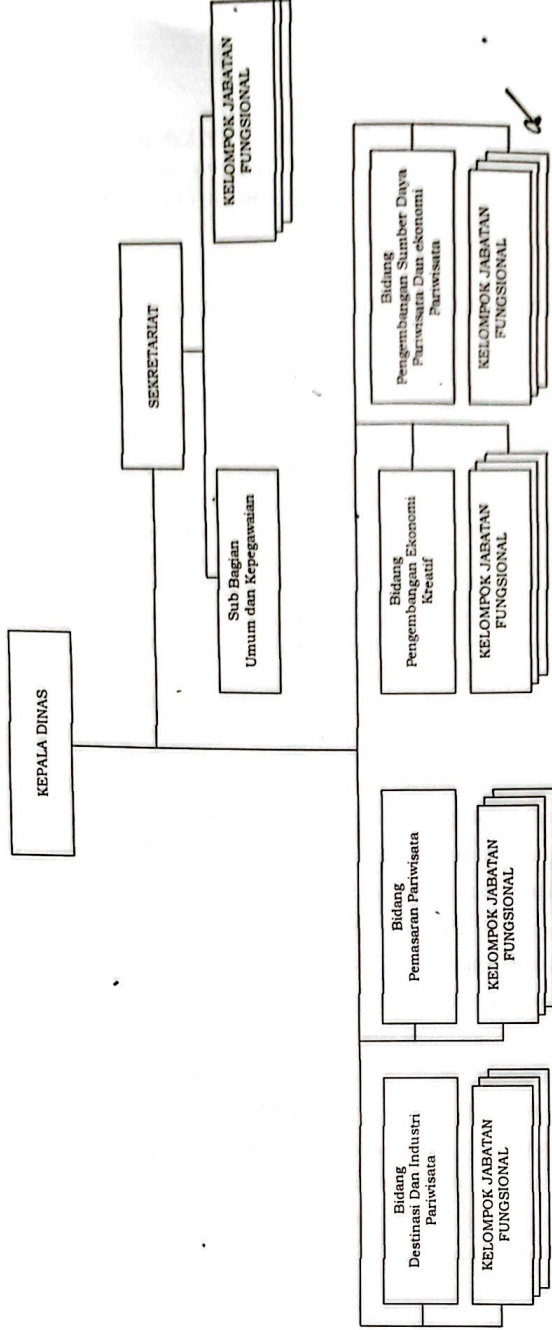 KEPALA DINAS
SEKRETARIAT
Sub Bagian
Umum dan Kepegawaian
KELOMPOK JABATAN
FUNGSIONAL
Bidang
Destinasi Dan Industri
Pariwisata
KELOMPOK JABATAN
FUNGSIONAL
Bidang
Pemasaran Pariwisata
KELOMPOK JABATAN
FUNGSIONAL
Bidang
Pengembangan Ekonomi
Kreatif
KELOMPOK JABATAN
FUNGSIONAL
Bidang
Pengembangan Sumber Daya
Pariwisata Dan ekonomi
Pariwisata
KELOMPOK JABATAN
FUNGSIONAL